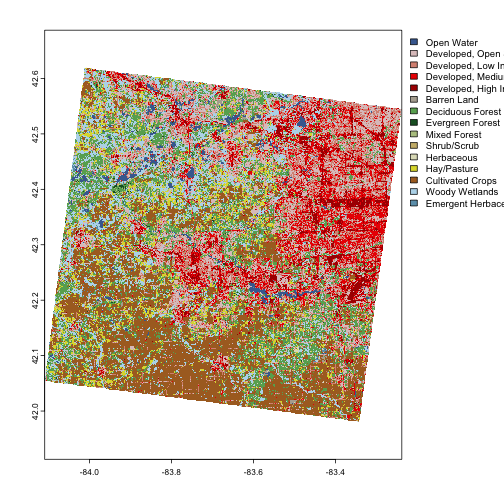 Open Water
Developed, Open
Developed, Low In
Developed, Mediu
Developed, High In
Barren Land
Deciduous Forest
Evergreen Forest
Mixed Forest
Shrub/Scrub
Herbaceous
Hay/Pasture
Cultivated Crops
Woody Wetlands
Emergent Herbace
42.6
42.5
42.4
42.3
42.2
42.1
42.0
-84.0 -83.8 -83.6 -83.4